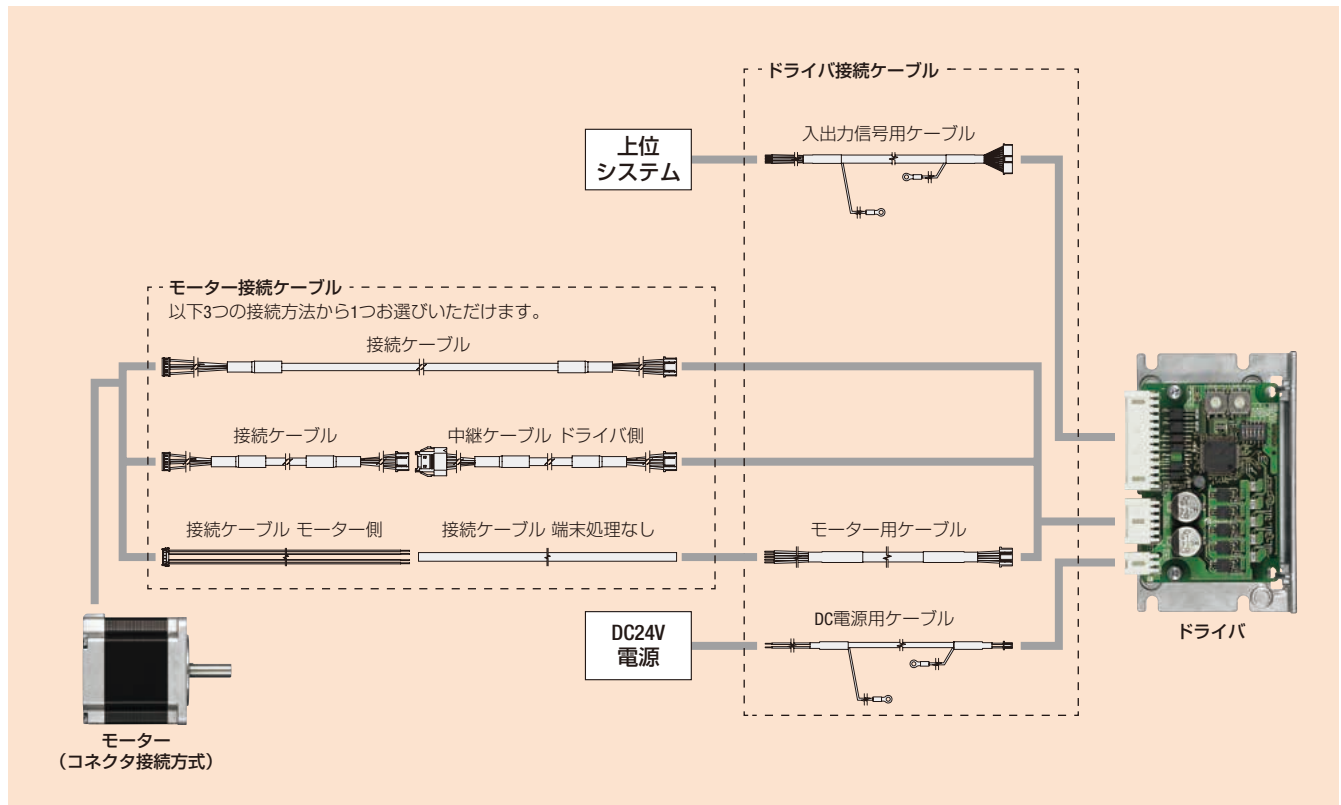 ドライバ接続ケーブル
入出力信号用ケーブル
上位
システム
モーター接続ケーブル
以下3つの接続方法から1つお選びいただけます。
接続ケーブル
接続ケーブル
中継ケーブル ドライバ側
接続ケーブル モーター側
接続ケーブル 端末処理なし
モーター用ケーブル
DC24V
電源
DC電源用ケーブル
ドライバ
モーター
（コネクタ接続方式）